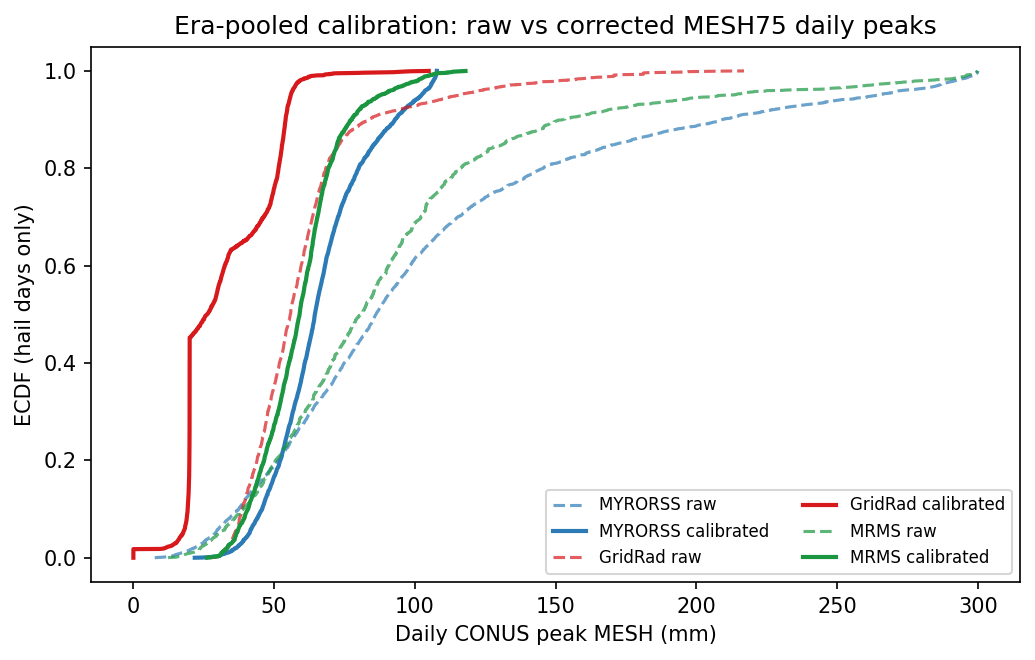 Era-pooled calibration: raw vs corrected MESH75 daily peaks
ECDF (hail days only)
1.0
0.8
0.6
0.4
0.2
0.0
0
50
100
150
200
250
300
Daily CONUS peak MESH (mm)
MYRORSS raw
MYRORSS calibrated
GridRad raw
GridRad calibrated
MRMS raw
MRMS calibrated